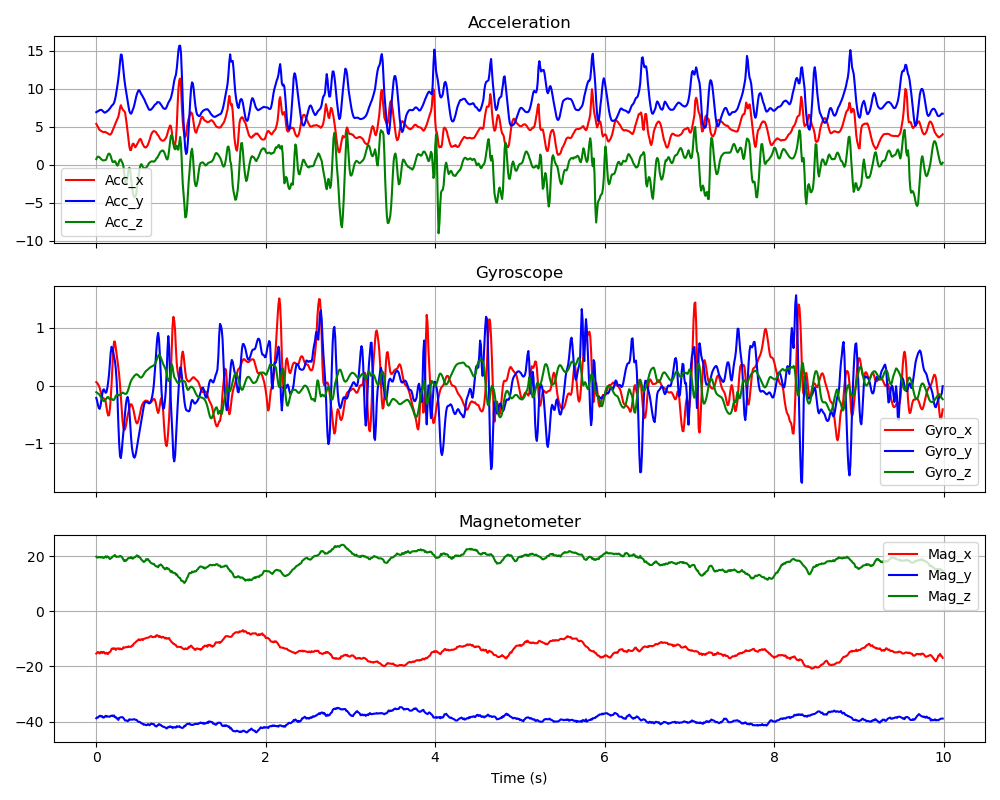 Acceleration
15
10
5
0
−5
−10
Acc_x
Acc_y
Acc_z
Gyroscope
1
0
−1
Gyro_x
Gyro_y
Gyro_z
Magnetometer
20
0
−20
−40
Mag_x
Mag_y
Mag_z
0 2 4 6 8 10
Time (s)